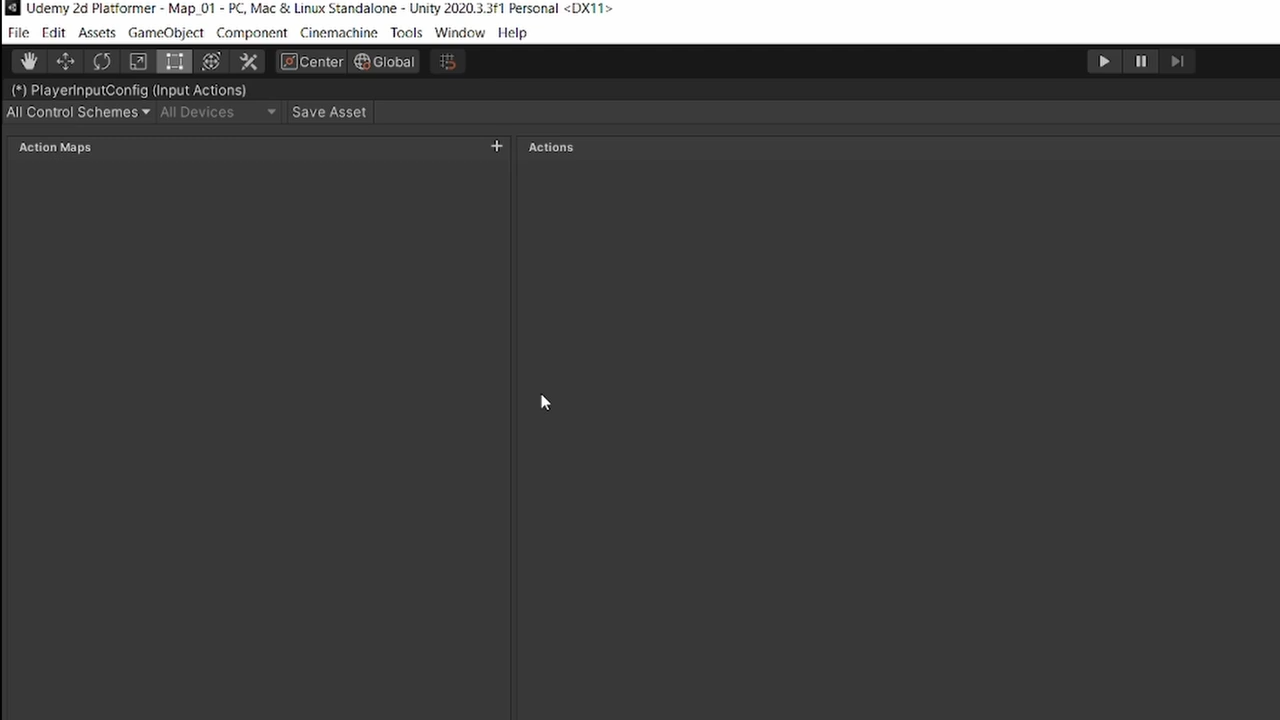 Udemy 2d Platformer - Map_01 - PC, Mac & Linux Standalone - Unity 2020.3.3f1 Personal <DX11>
File Edit Assets GameObject Component Cinemachine Tools Window Help
Center Global
(*) PlayerInputConfig (Input Actions)
All Control Schemes All Devices Save Asset
Action Maps + Actions